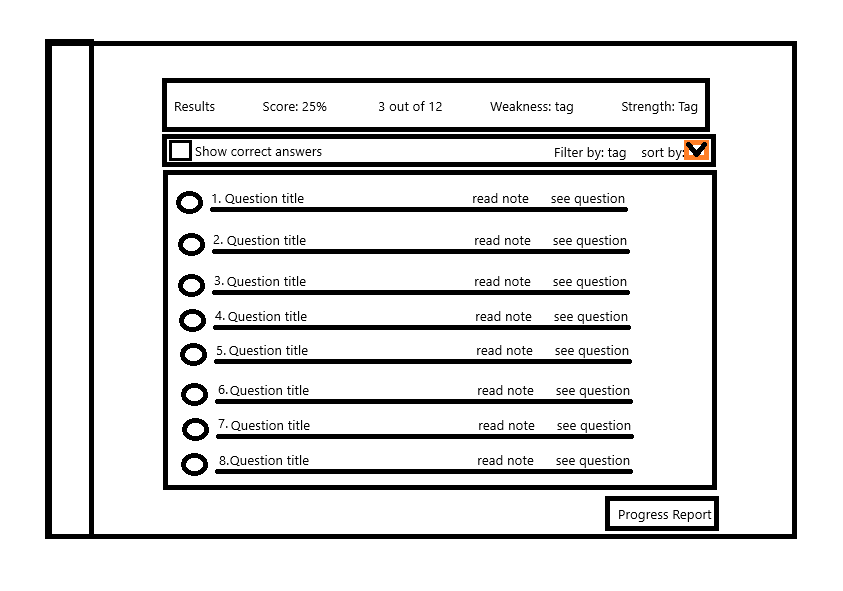 Results Score: 25% 3 out of 12 Weakness: tag Strength: Tag
Show correct answers Filter by: tag sort by:
1. Question title read note see question
2. Question title read note see question
3. Question title read note see question
4. Question title read note see question
5. Question title read note see question
6. Question title read note see question
7. Question title read note see question
8.Question title read note see question
Progress Report